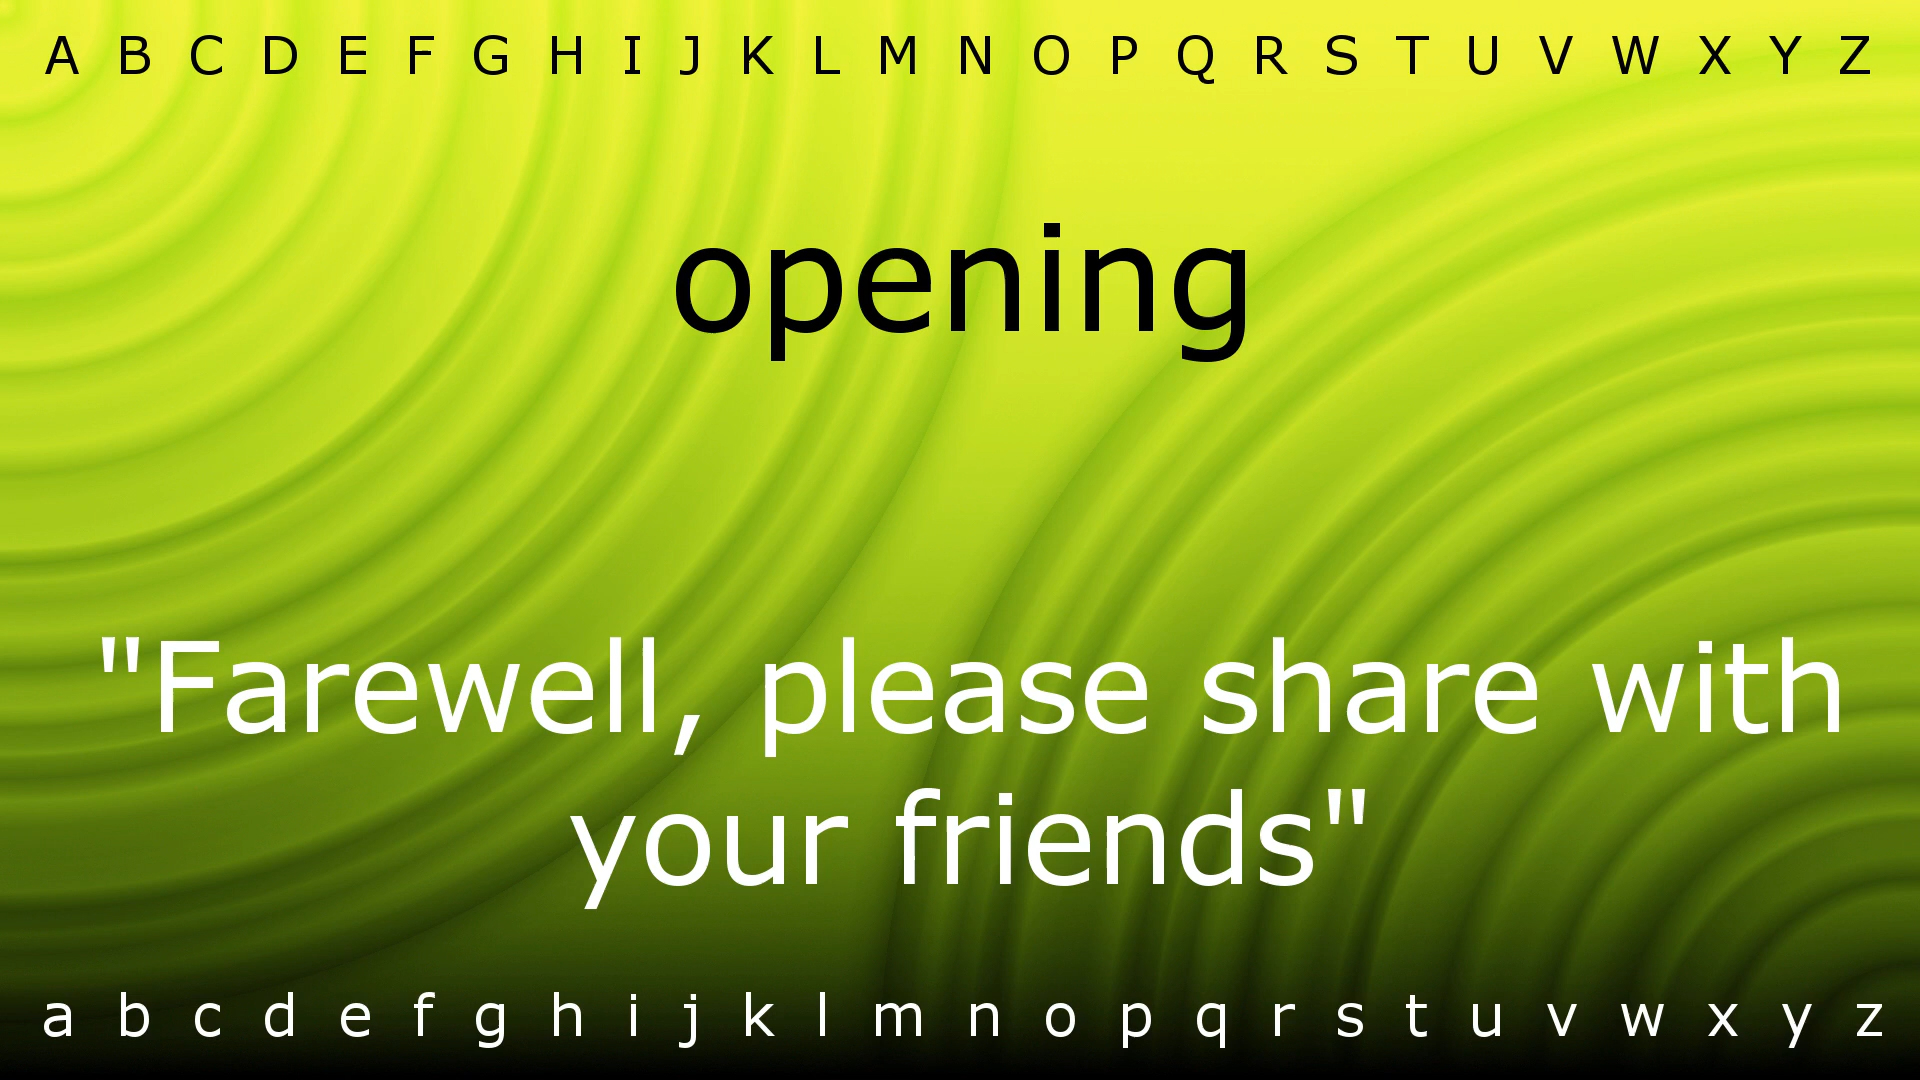 A B C D E F G H I J K L M N O P Q R S T U V W X Y Z
opening
"Farewell, please share with
your friends"
a b c d e f g h i j k l m n o p q r s t u v w x y z